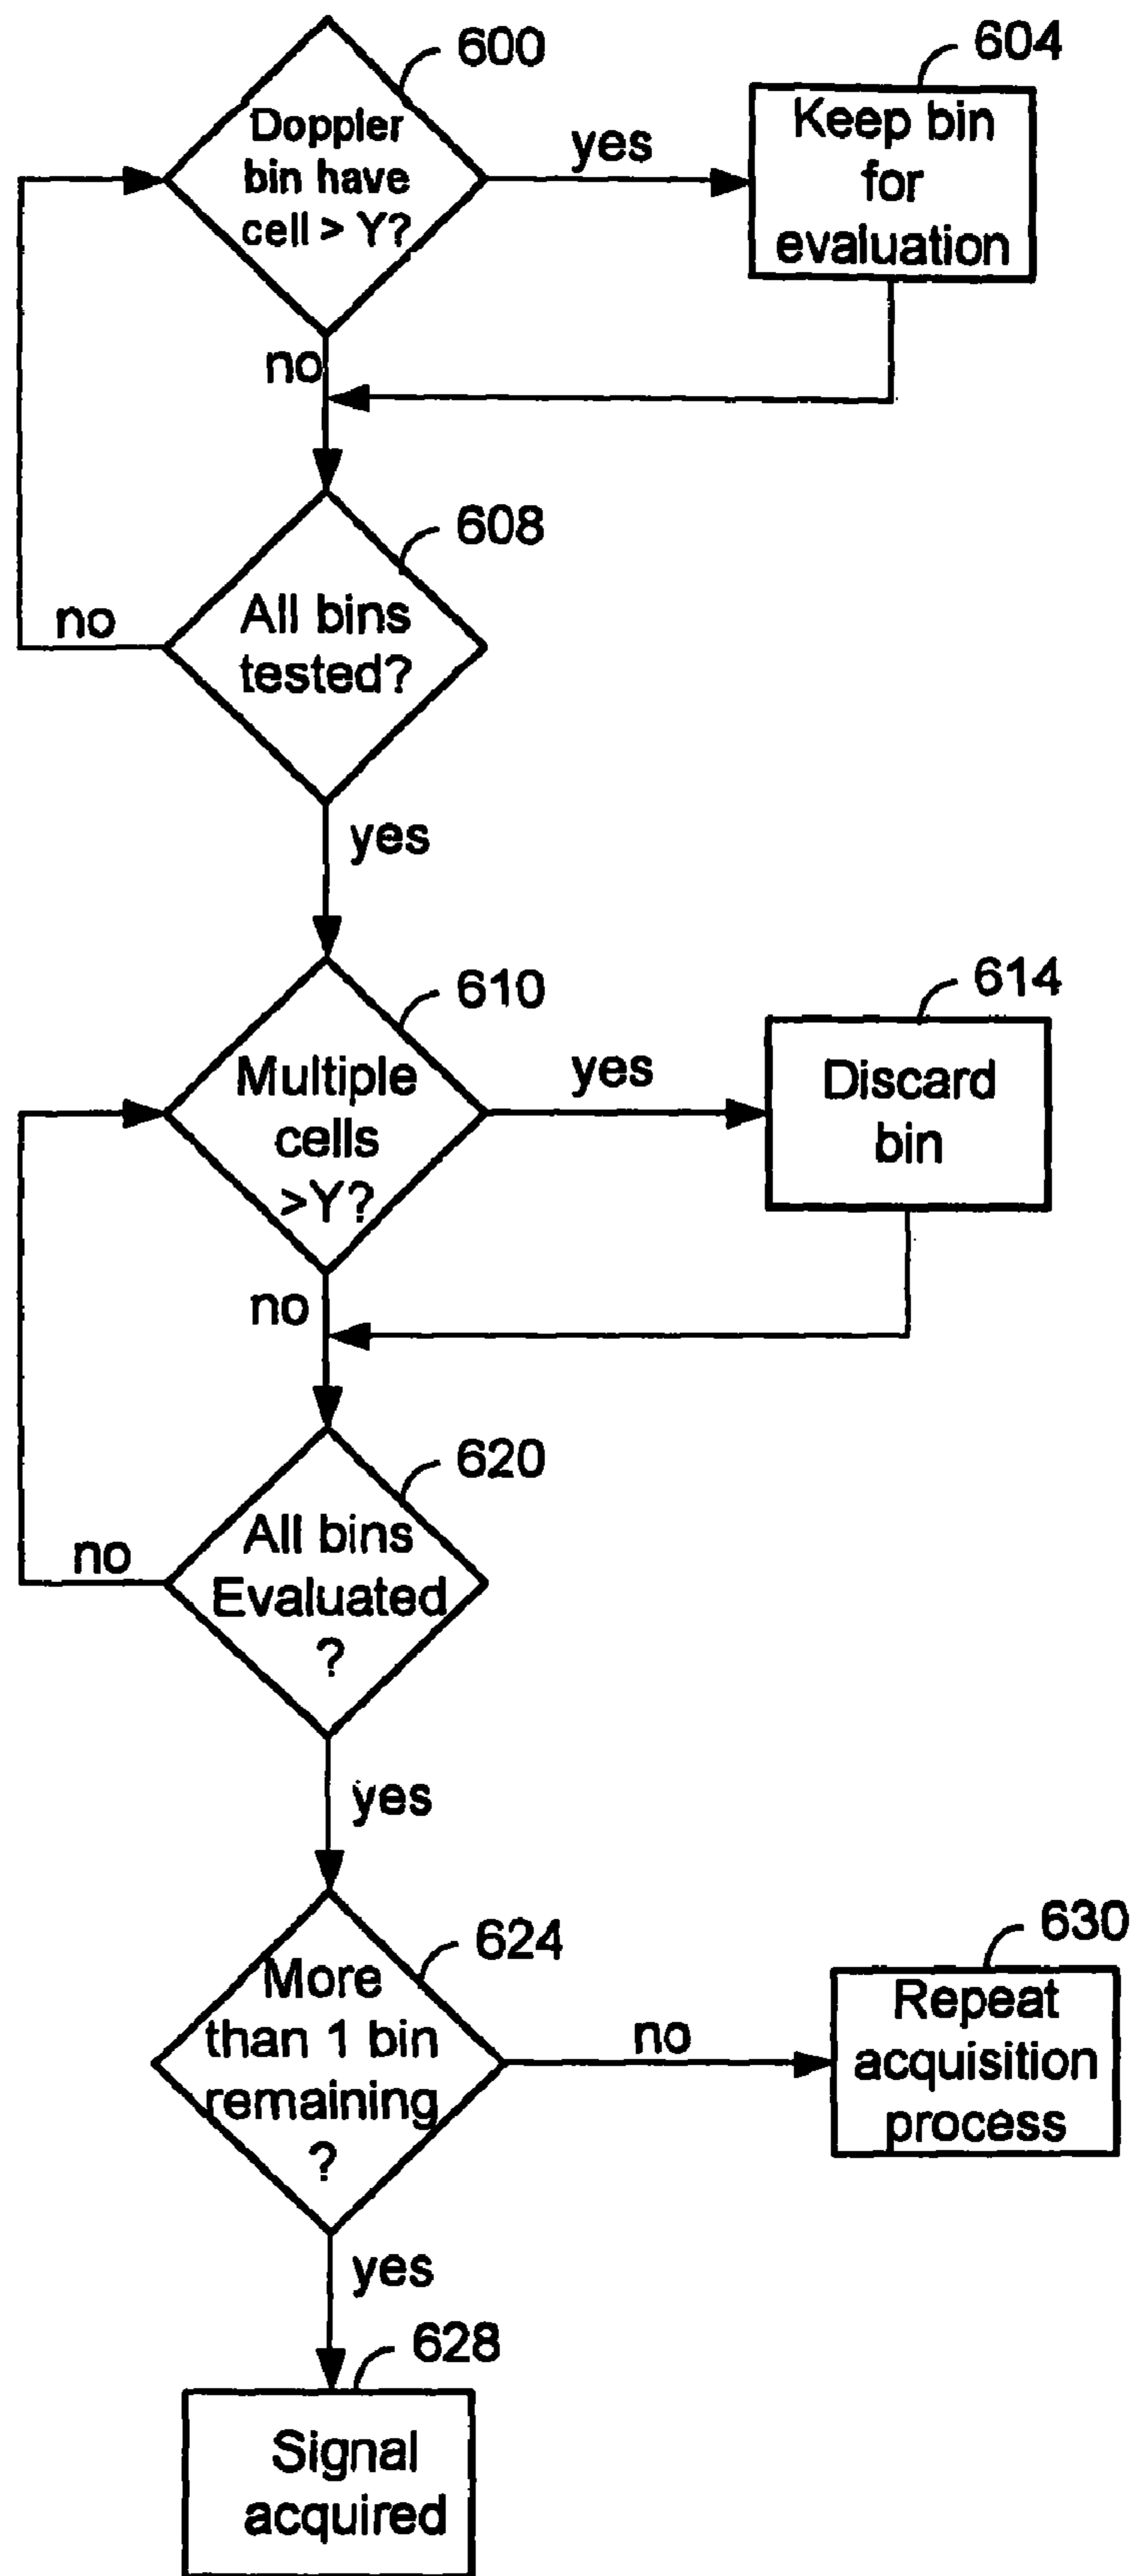 600
Doppler
bin have
cell > Y?
yes
604
Keep bin
for
evaluation
no
608
All bins
tested?
no
yes
610
Multiple
cells
>Y?
yes
614
Discard
bin
no
620
All bins
Evaluated
?
no
yes
624
More
than 1 bin
remaining
?
no
630
Repeat
acquisition
process
yes
628
Signal
acquired